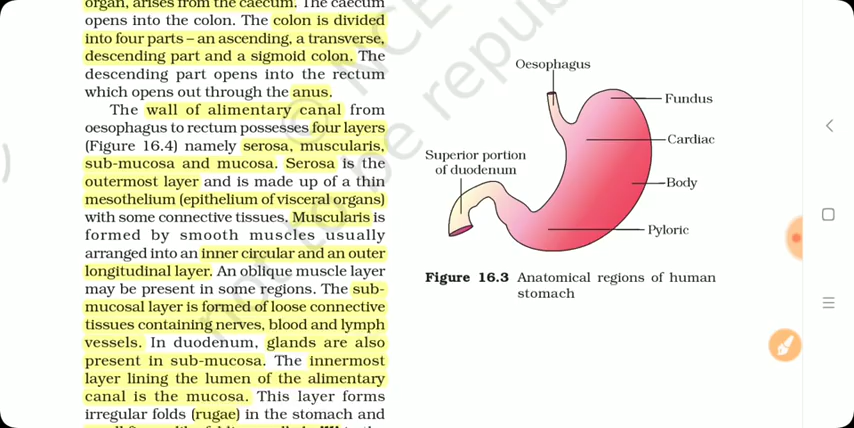 organ, arises from the caecum. The caecum
opens into the colon. The colon is divided
into four parts – an ascending, a transverse,
descending part and a sigmoid colon. The
descending part opens into the rectum
which opens out through the anus.
The wall of alimentary canal from
oesophagus to rectum possesses four layers
(Figure 16.4) namely serosa, muscularis,
sub-mucosa and mucosa. Serosa is the
outermost layer and is made up of a thin
mesothelium (epithelium of visceral organs)
with some connective tissues. Muscularis is
formed by smooth muscles usually
arranged into an inner circular and an outer
longitudinal layer. An oblique muscle layer
may be present in some regions. The sub-
mucosal layer is formed of loose connective
tissues containing nerves, blood and lymph
vessels. In duodenum, glands are also
present in sub-mucosa. The innermost
layer lining the lumen of the alimentary
canal is the mucosa. This layer forms
irregular folds (rugae) in the stomach and
Oesophagus
Fundus
Cardiac
Superior portion
of duodenum
Body
Pyloric
Figure 16.3 Anatomical regions of human
stomach
not to be republ
© NCE